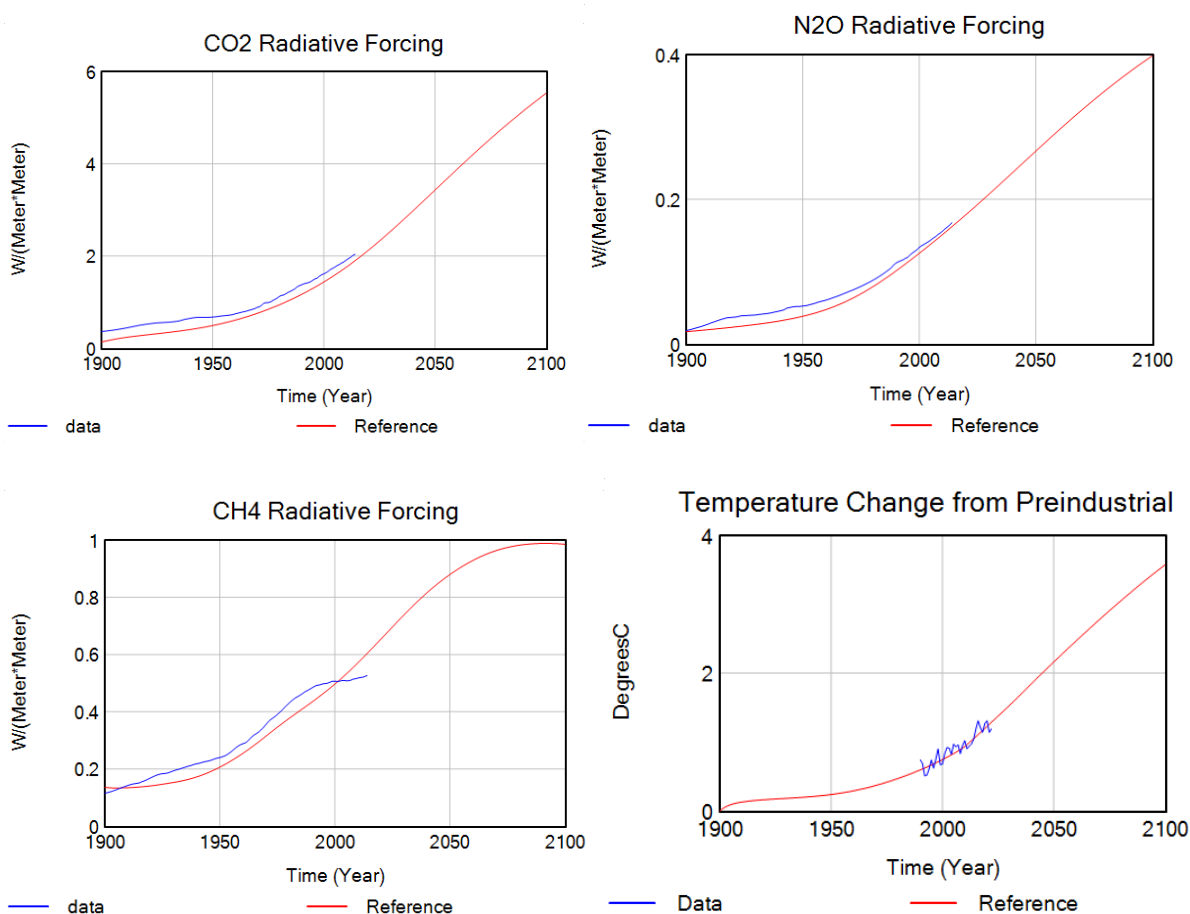 CO2 Radiative Forcing
6
4
2
0
W/(Meter*Meter)
1900 1950 2000 2050 2100
Time (Year)
data Reference
N2O Radiative Forcing
0.4
0.2
0
W/(Meter*Meter)
1900 1950 2000 2050 2100
Time (Year)
data Reference
CH4 Radiative Forcing
1
0.8
0.6
0.4
0.2
0
W/(Meter*Meter)
1900 1950 2000 2050 2100
Time (Year)
data Reference
Temperature Change from Preindustrial
4
2
0
DegreesC
1900 1950 2000 2050 2100
Time (Year)
Data Reference